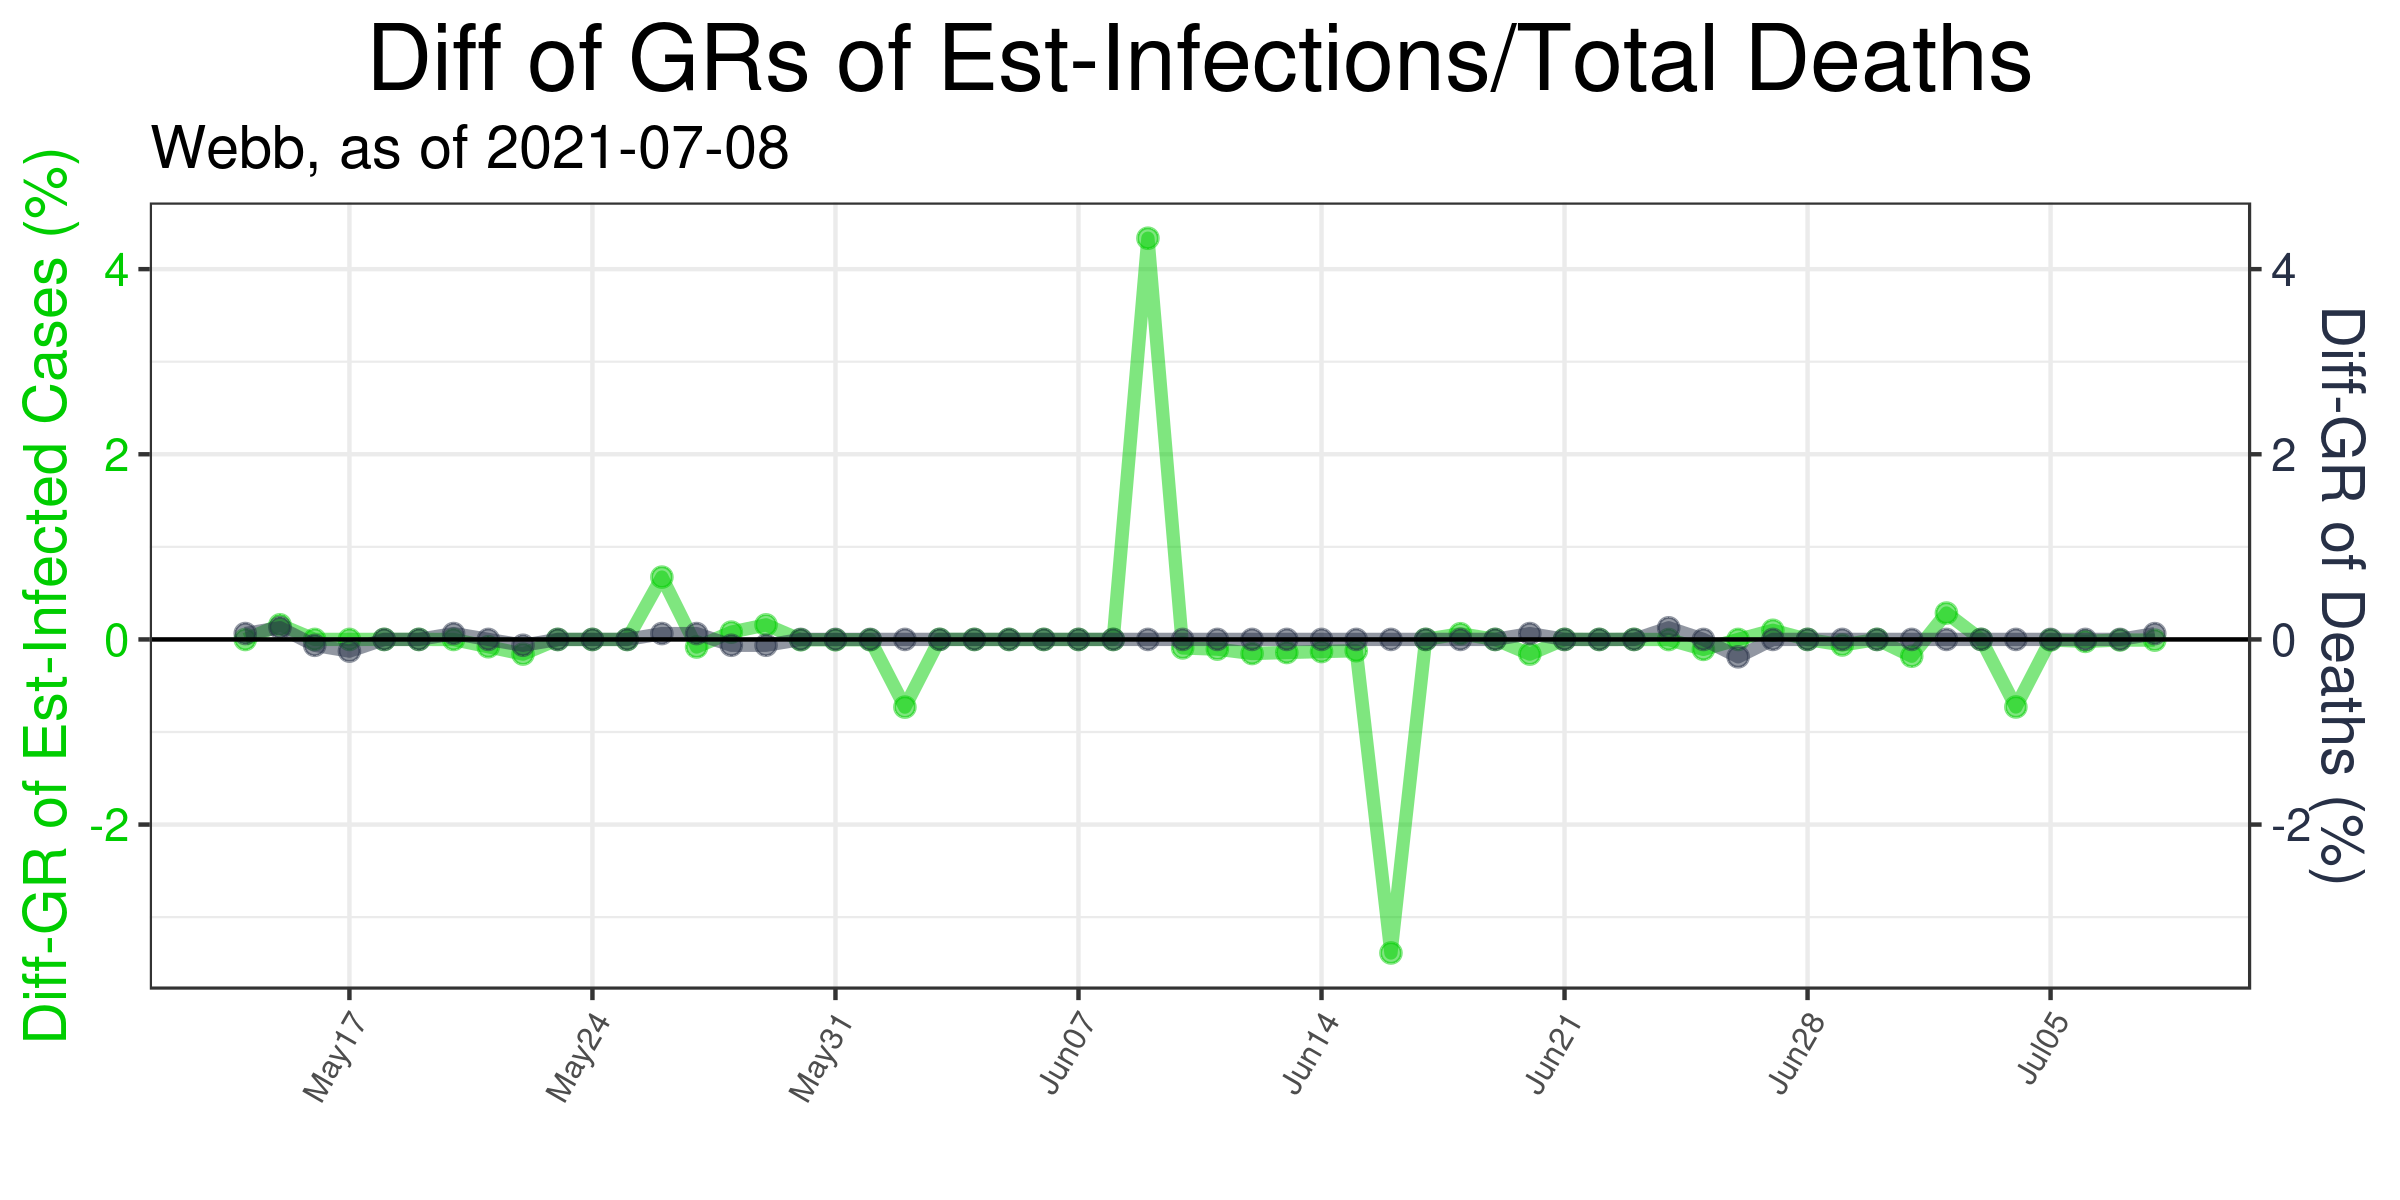 Diff of GRs of Est-Infections/Total Deaths
Webb, as of 2021-07-08
Diff-GR of Est-Infected Cases (%)
4
2
0
-2
4
2
0
-2
Diff-GR of Deaths (%)
May17
May24
May31
Jun07
Jun14
Jun21
Jun28
Jul05